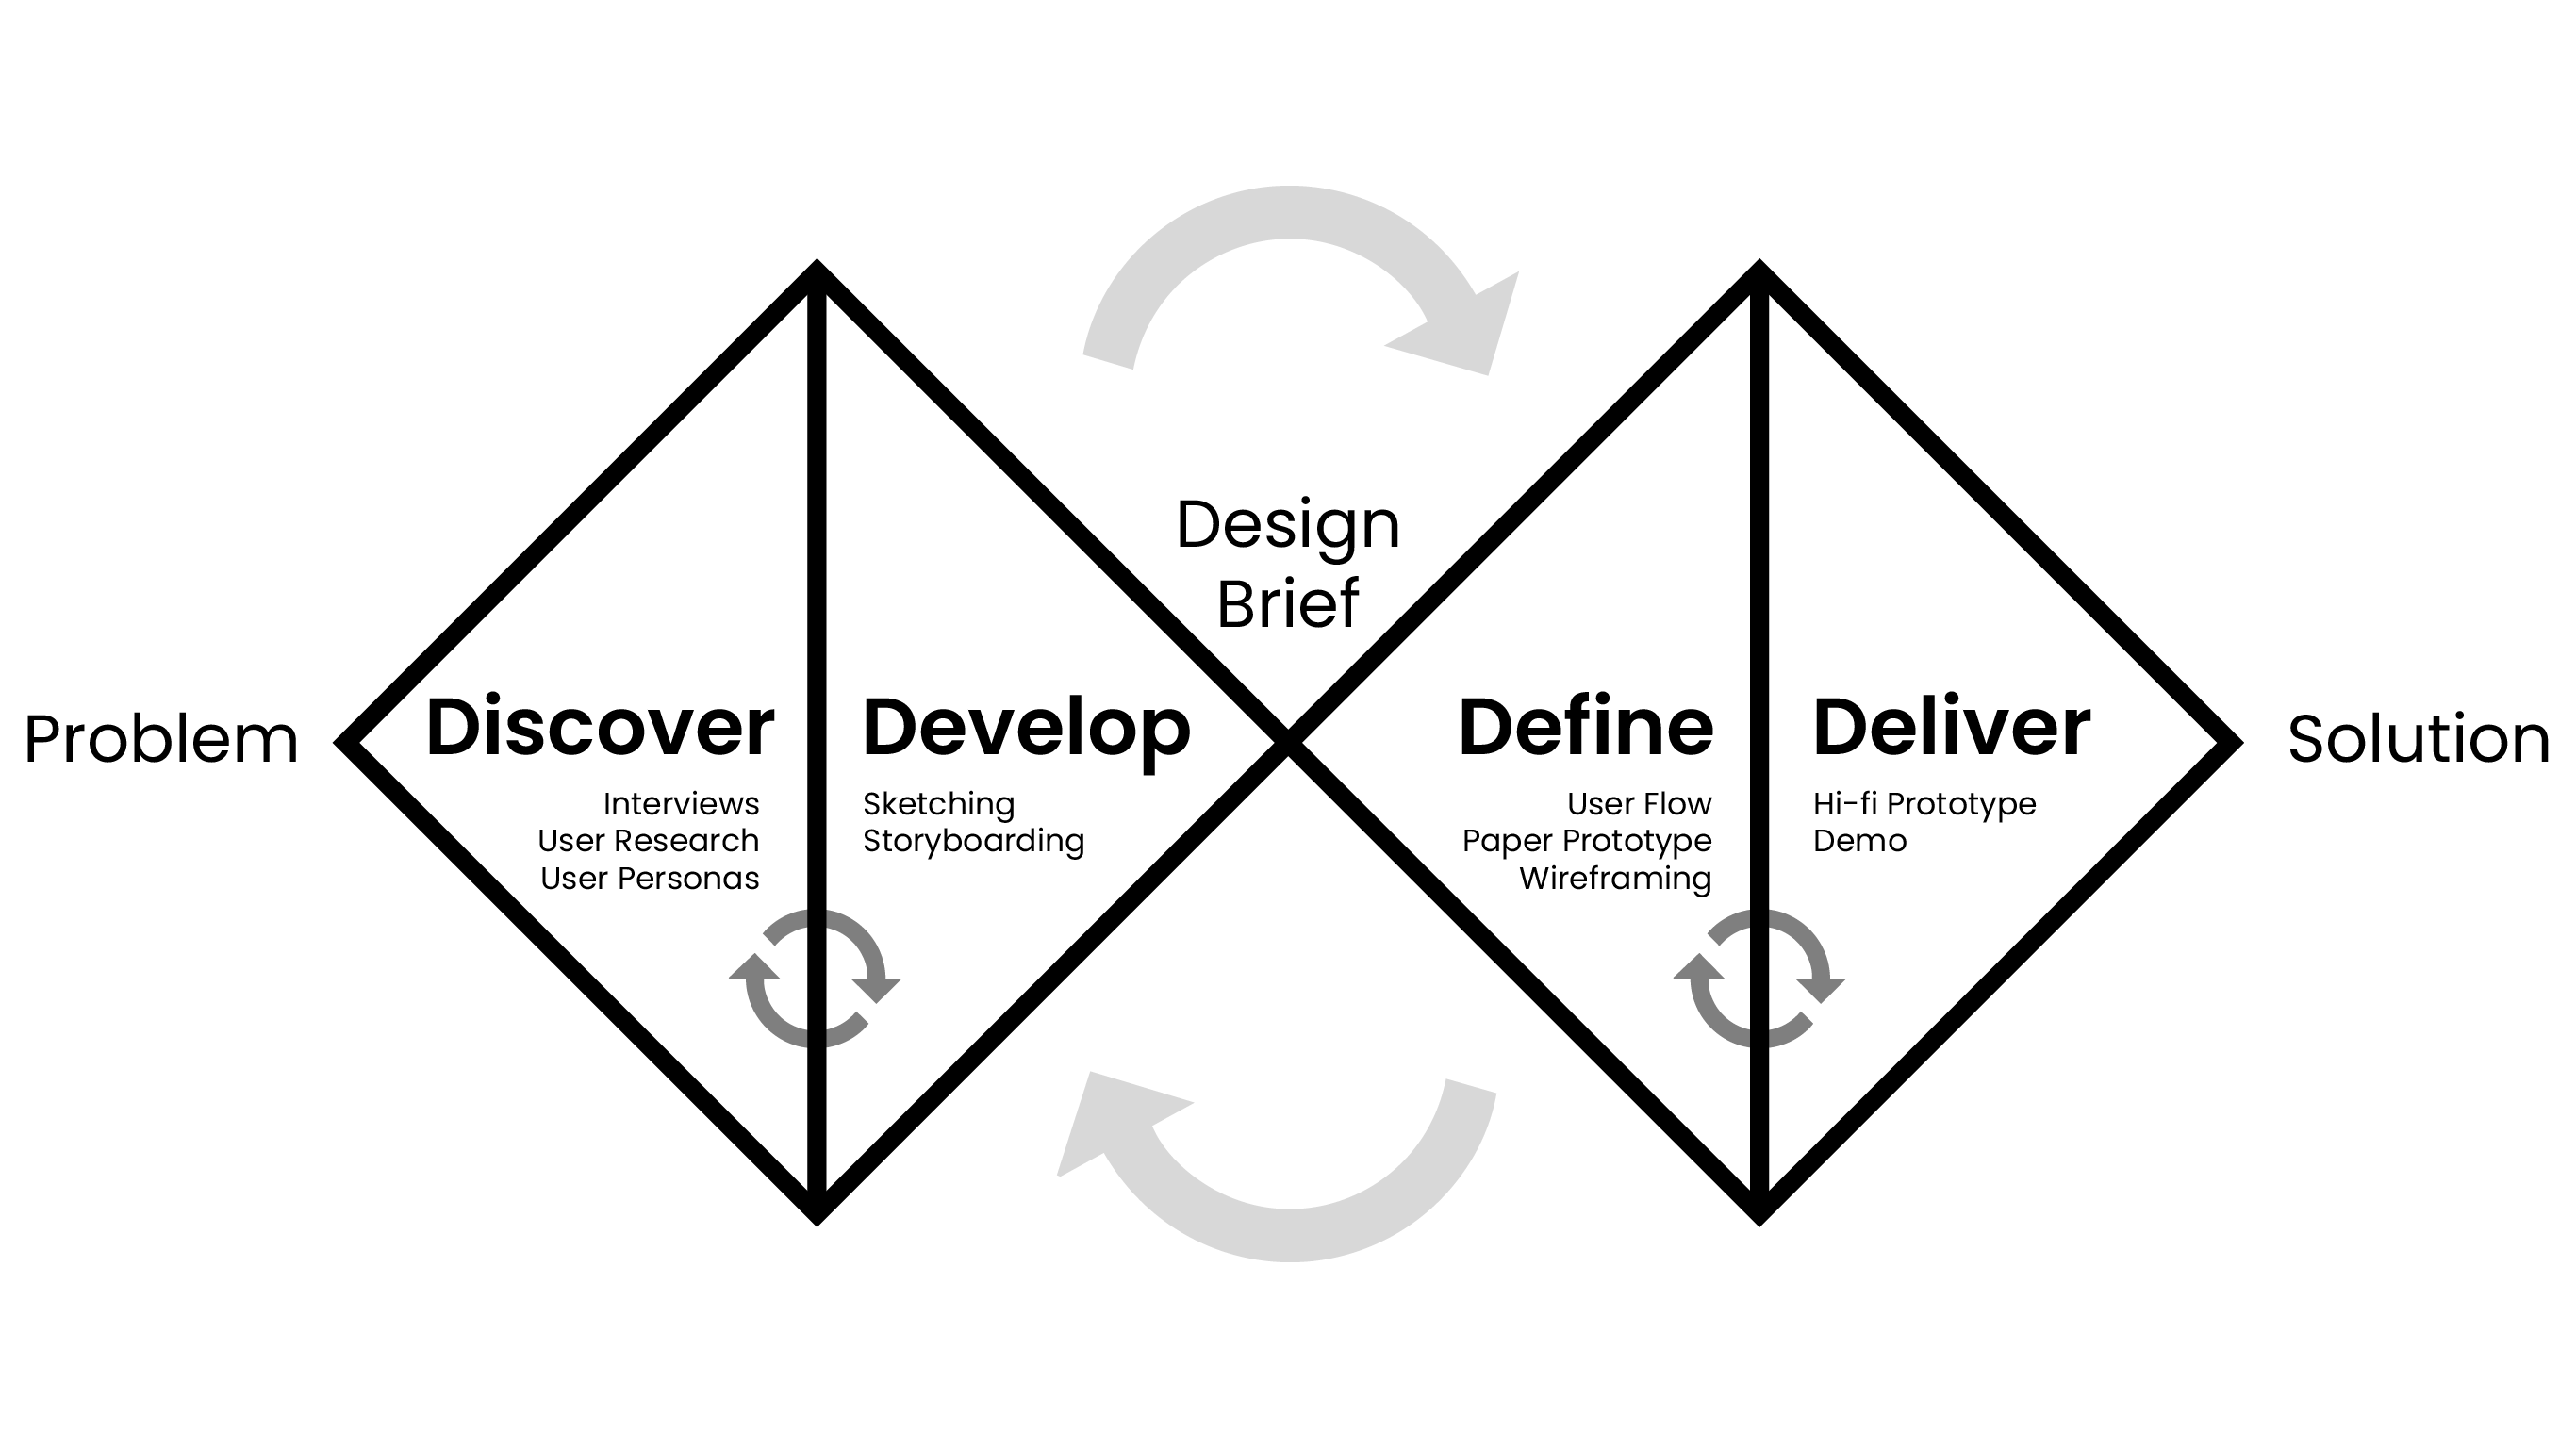 Problem
Discover
Interviews
User Research
User Personas
Develop
Sketching
Storyboarding
Design
Brief
Define
User Flow
Paper Prototype
Wireframing
Deliver
Hi-fi Prototype
Demo
Solution